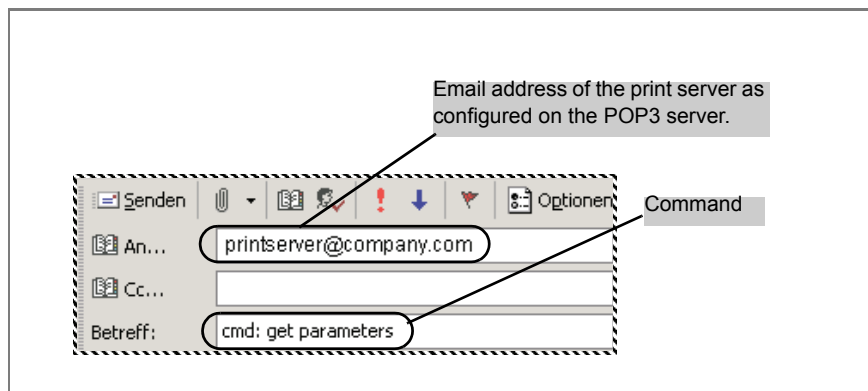 Email address of the print server as
configured on the POP3 server.
Senden
Optionen
Command
An...
printserver@company.com
Cc...
Betreff:
cmd: get parameters